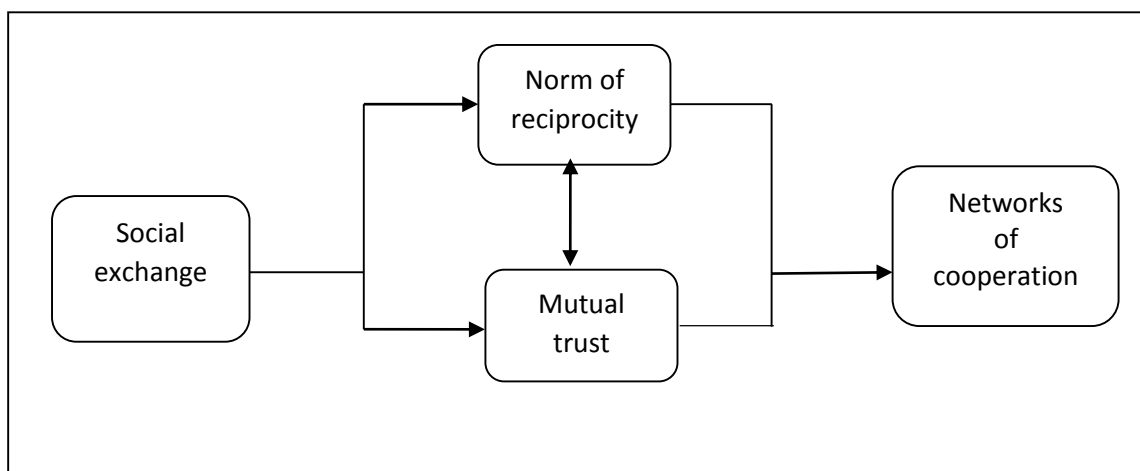 Norm of
reciprocity
Social
exchange
Mutual
trust
Networks
of
cooperation